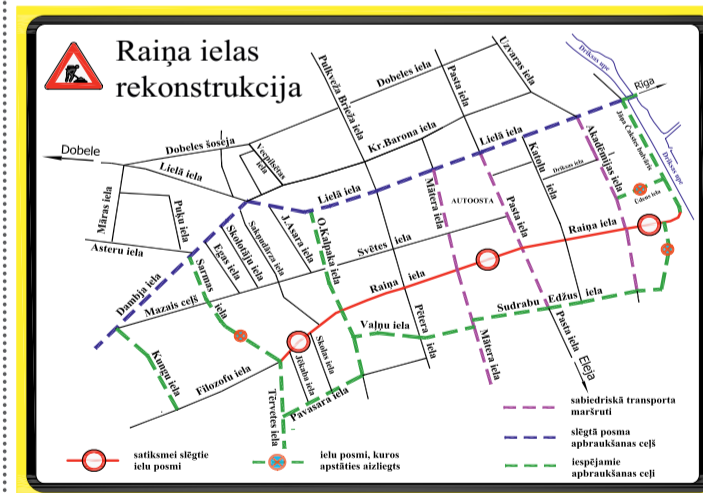 Raiņa ielas
rekonstrukcija
Dobele
Dobeles šoseja
Lielā iela
Vecpilsētas
iela
Māras iela
Puķu iela
Asteru iela
Dambja iela
Mazais ceļš
Sarmas iela
Egas iela
Skolotāju iela
Sakņudārza iela
J.Asara iela
O.Kalpaka iela
Lielā iela
Pulkveža Brieža iela
Dobeles iela
Pasta iela
Uzvaras iela
Kr.Barona iela
Lielā iela
Mātera iela
AUTOOSTA
Pasta iela
Katoļu iela
Driksas iela
Akadēmijas iela
Jāņa Čakstes bulvāris
Driksas upe
Driksas upe
Rīga
Ūdens iela
Svētes iela
Raiņa iela
Raiņa iela
Sudrabu Edžus iela
Vaļņu iela
Pētera
iela
Mātera
iela
Pasta iela
Eleja
Kungu iela
Filozofu iela
Tērvetes iela
Jēkaba iela
Skolas iela
Pavasara iela
sabiedriskā transporta
maršruti
slēgtā posma
apbraukšanas ceļš
iespējamie
apbraukšanas ceļi
satiksmei slēgtie
ielu posmi
ielu posmi, kuros
apstāties aizliegts